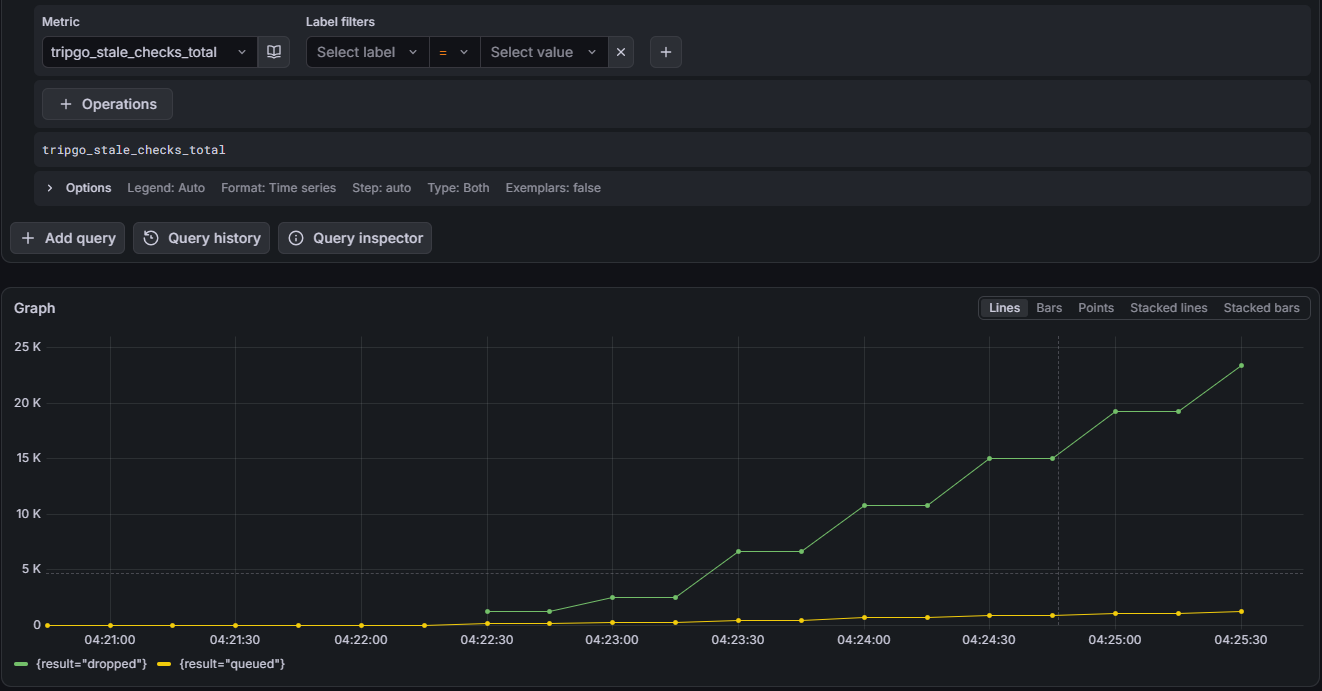 Metric Label filters
tripgo_stale_checks_total Select label = Select value
Operations
tripgo_stale_checks_total
Options Legend: Auto Format: Time series Step: auto Type: Both Exemplars: false
Add query Query history Query inspector
Graph Lines Bars Points Stacked lines Stacked bars
25 K
20 K
15 K
10 K
5 K
0
04:21:00 04:21:30 04:22:00 04:22:30 04:23:00 04:23:30 04:24:00 04:24:30 04:25:00 04:25:30
{result="dropped"} {result="queued"}